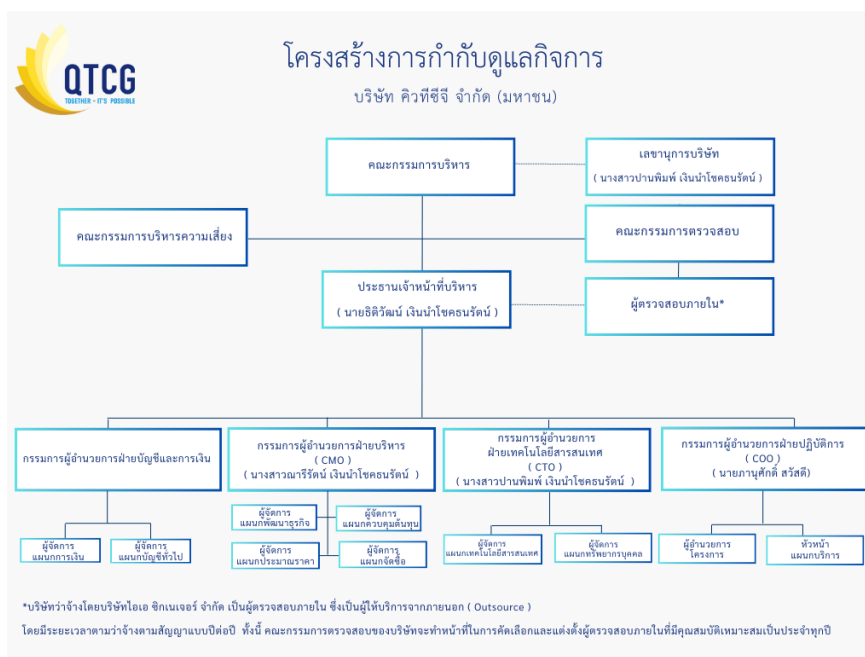 QTCG
TOGETHER - IT'S POSSIBLE
โครงสร้างการกำกับดูแลกิจการ
บริษัท คิวทีซีจี จำกัด (มหาชน)
คณะกรรมการบริหาร
เลขานุการบริษัท
( นางสาวปานพิมพ์ เงินนำโชคธนรัตน์ )
คณะกรรมการบริหารความเสี่ยง
คณะกรรมการตรวจสอบ
ประธานเจ้าหน้าที่บริหาร
( นายธิติวัฒน์ เงินนำโชคธนรัตน์ )
ผู้ตรวจสอบภายใน*
กรรมการผู้อำนวยการฝ่ายบัญชีและการเงิน
กรรมการผู้อำนวยการฝ่ายบริหาร
( CMO )
( นางสาวณารีรัตน์ เงินนำโชคธนรัตน์ )
กรรมการผู้อำนวยการ
ฝ่ายเทคโนโลยีสารสนเทศ
( CTO )
( นางสาวปานพิมพ์ เงินนำโชคธนรัตน์ )
กรรมการผู้อำนวยการฝ่ายปฏิบัติการ
( COO )
( นายภานุศักดิ์ สวัสดี)
ผู้จัดการ
แผนกการเงิน
ผู้จัดการ
แผนกบัญชีทั่วไป
ผู้จัดการ
แผนกพัฒนาธุรกิจ
ผู้จัดการ
แผนกควบคุมต้นทุน
ผู้จัดการ
แผนกประมาณราคา
ผู้จัดการ
แผนกจัดซื้อ
ผู้จัดการ
แผนกเทคโนโลยีสารสนเทศ
ผู้จัดการ
แผนกทรัพยากรบุคคล
ผู้อำนวยการ
โครงการ
หัวหน้า
แผนกบริการ
*บริษัทว่าจ้างโดยบริษัทไอเอ ซิกเนเจอร์ จำกัด เป็นผู้ตรวจสอบภายใน ซึ่งเป็นผู้ให้บริการจากภายนอก ( Outsource )
โดยมีระยะเวลาตามว่าจ้างตามสัญญาแบบปีต่อปี ทั้งนี้ คณะกรรมการตรวจสอบของบริษัทจะทำหน้าที่ในการคัดเลือกและแต่งตั้งผู้ตรวจสอบภายในที่มีคุณสมบัติเหมาะสมเป็นประจำทุกปี